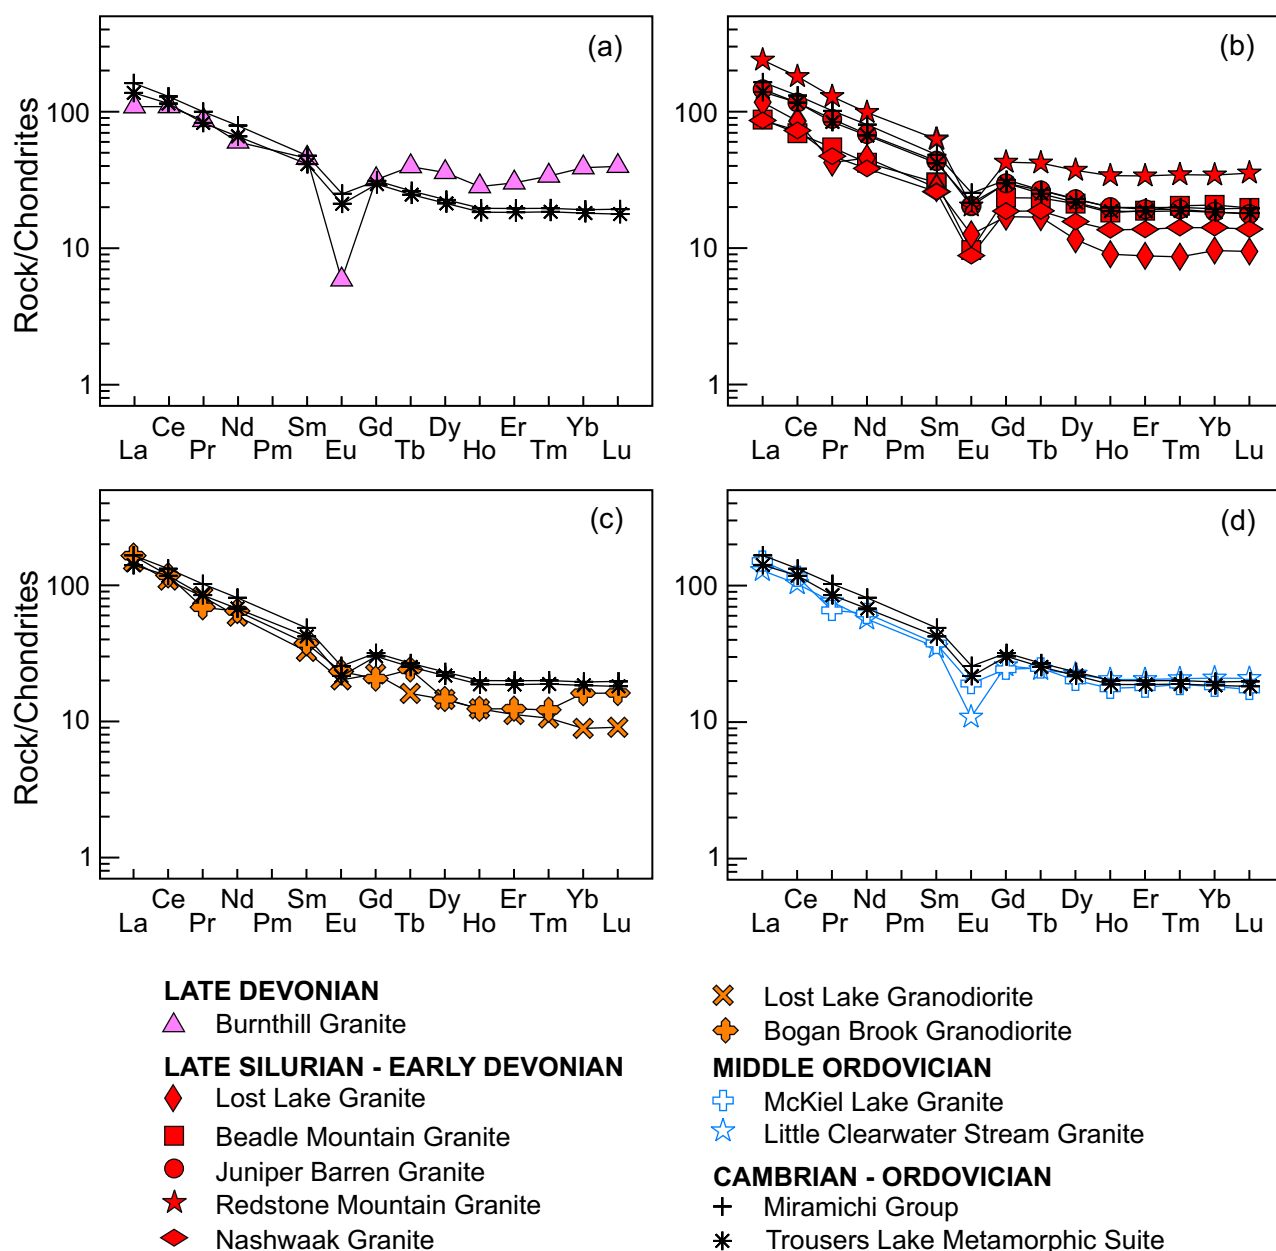 (a)
Rock/Chondrites
100
10
1
Ce Nd Sm Gd Dy Er Yb
La Pr Pm Eu Tb Ho Tm Lu
(b)
100
10
1
Ce Nd Sm Gd Dy Er Yb
La Pr Pm Eu Tb Ho Tm Lu
(c)
Rock/Chondrites
100
10
1
Ce Nd Sm Gd Dy Er Yb
La Pr Pm Eu Tb Ho Tm Lu
(d)
100
10
1
Ce Nd Sm Gd Dy Er Yb
La Pr Pm Eu Tb Ho Tm Lu
LATE DEVONIAN
Burnthill Granite
LATE SILURIAN - EARLY DEVONIAN
Lost Lake Granite
Beadle Mountain Granite
Juniper Barren Granite
Redstone Mountain Granite
Nashwaak Granite
Lost Lake Granodiorite
Bogan Brook Granodiorite
MIDDLE ORDOVICIAN
McKiel Lake Granite
Little Clearwater Stream Granite
CAMBRIAN - ORDOVICIAN
Miramichi Group
Trousers Lake Metamorphic Suite